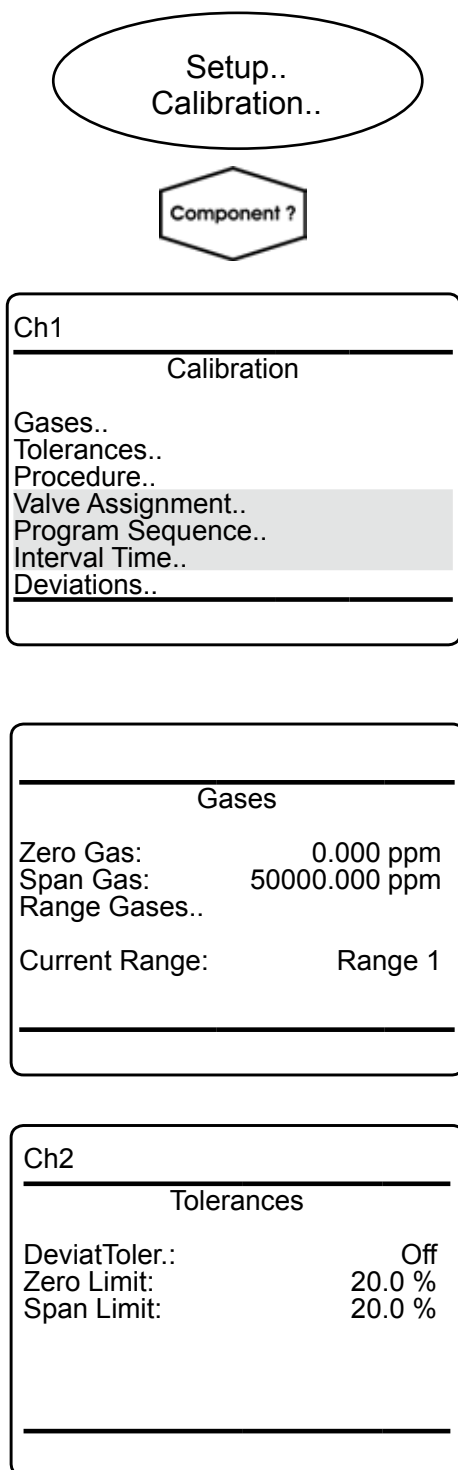 Setup..
Calibration..
Component ?
Ch1
Calibration
Gases..
Tolerances..
Procedure..
Valve Assignment..
Program Sequence..
Interval Time..
Deviations..
Gases
Zero Gas: 0.000 ppm
Span Gas: 50000.000 ppm
Range Gases..
Current Range: Range 1
Ch2
Tolerances
DeviatToler.: Off
Zero Limit: 20.0 %
Span Limit: 20.0 %